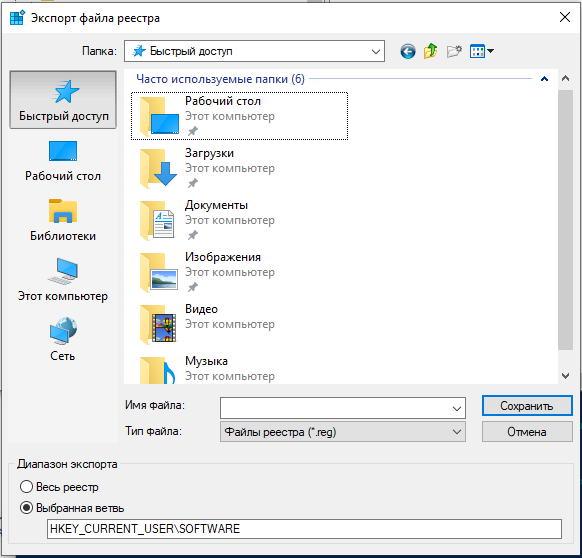 Экспорт файла реестра
Папка:
Быстрый доступ
Быстрый доступ
Рабочий стол
Библиотеки
Этот компьютер
Сеть
Часто используемые папки (6)
Рабочий стол
Этот компьютер
Загрузки
Этот компьютер
Документы
Этот компьютер
Изображения
Этот компьютер
Видео
Этот компьютер
Музыка
Этот компьютер
Имя файла:
Сохранить
Тип файла:
Файлы реестра (*.reg)
Отмена
Диапазон экспорта
Весь реестр
Выбранная ветвь
HKEY_CURRENT_USER\SOFTWARE